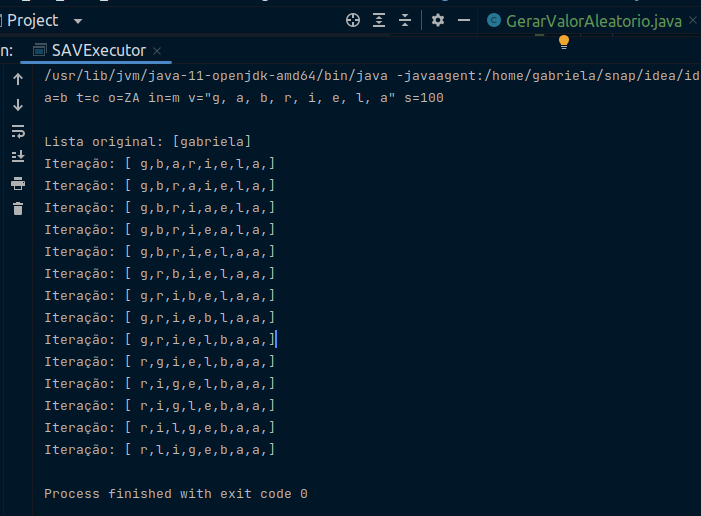 Project
GerarValorAleatorio.java
n:
SAVExecutor
/usr/lib/jvm/java-11-openjdk-amd64/bin/java -javaagent:/home/gabriela/snap/idea/id
a=b t=c o=ZA in=m v="g, a, b, r, i, e, l, a" s=100
Lista original: [gabriela]
Iteração: [ g,b,a,r,i,e,l,a,]
Iteração: [ g,b,r,a,i,e,l,a,]
Iteração: [ g,b,r,i,a,e,l,a,]
Iteração: [ g,b,r,i,e,a,l,a,]
Iteração: [ g,b,r,i,e,l,a,a,]
Iteração: [ g,r,b,i,e,l,a,a,]
Iteração: [ g,r,i,b,e,l,a,a,]
Iteração: [ g,r,i,e,b,l,a,a,]
Iteração: [ g,r,i,e,l,b,a,a,]
Iteração: [ r,g,i,e,l,b,a,a,]
Iteração: [ r,i,g,e,l,b,a,a,]
Iteração: [ r,i,g,l,e,b,a,a,]
Iteração: [ r,i,l,g,e,b,a,a,]
Iteração: [ r,l,i,g,e,b,a,a,]
Process finished with exit code 0